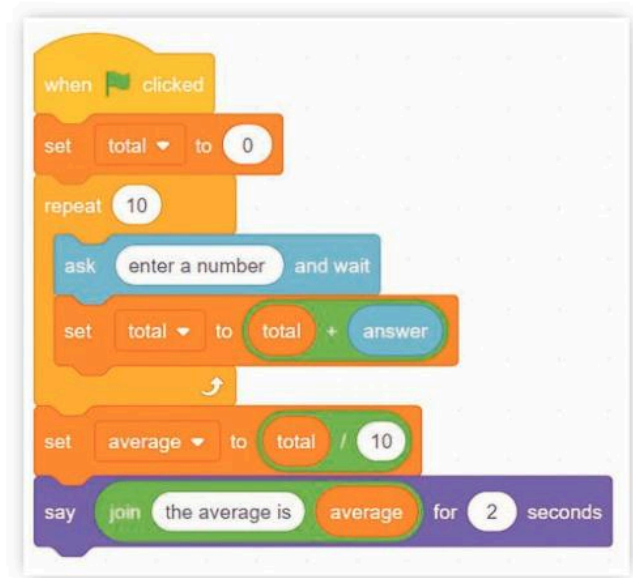 when clicked
set total to 0
repeat 10
ask enter a number and wait
set total to total + answer
set average to total / 10
say join the average is average for 2 seconds